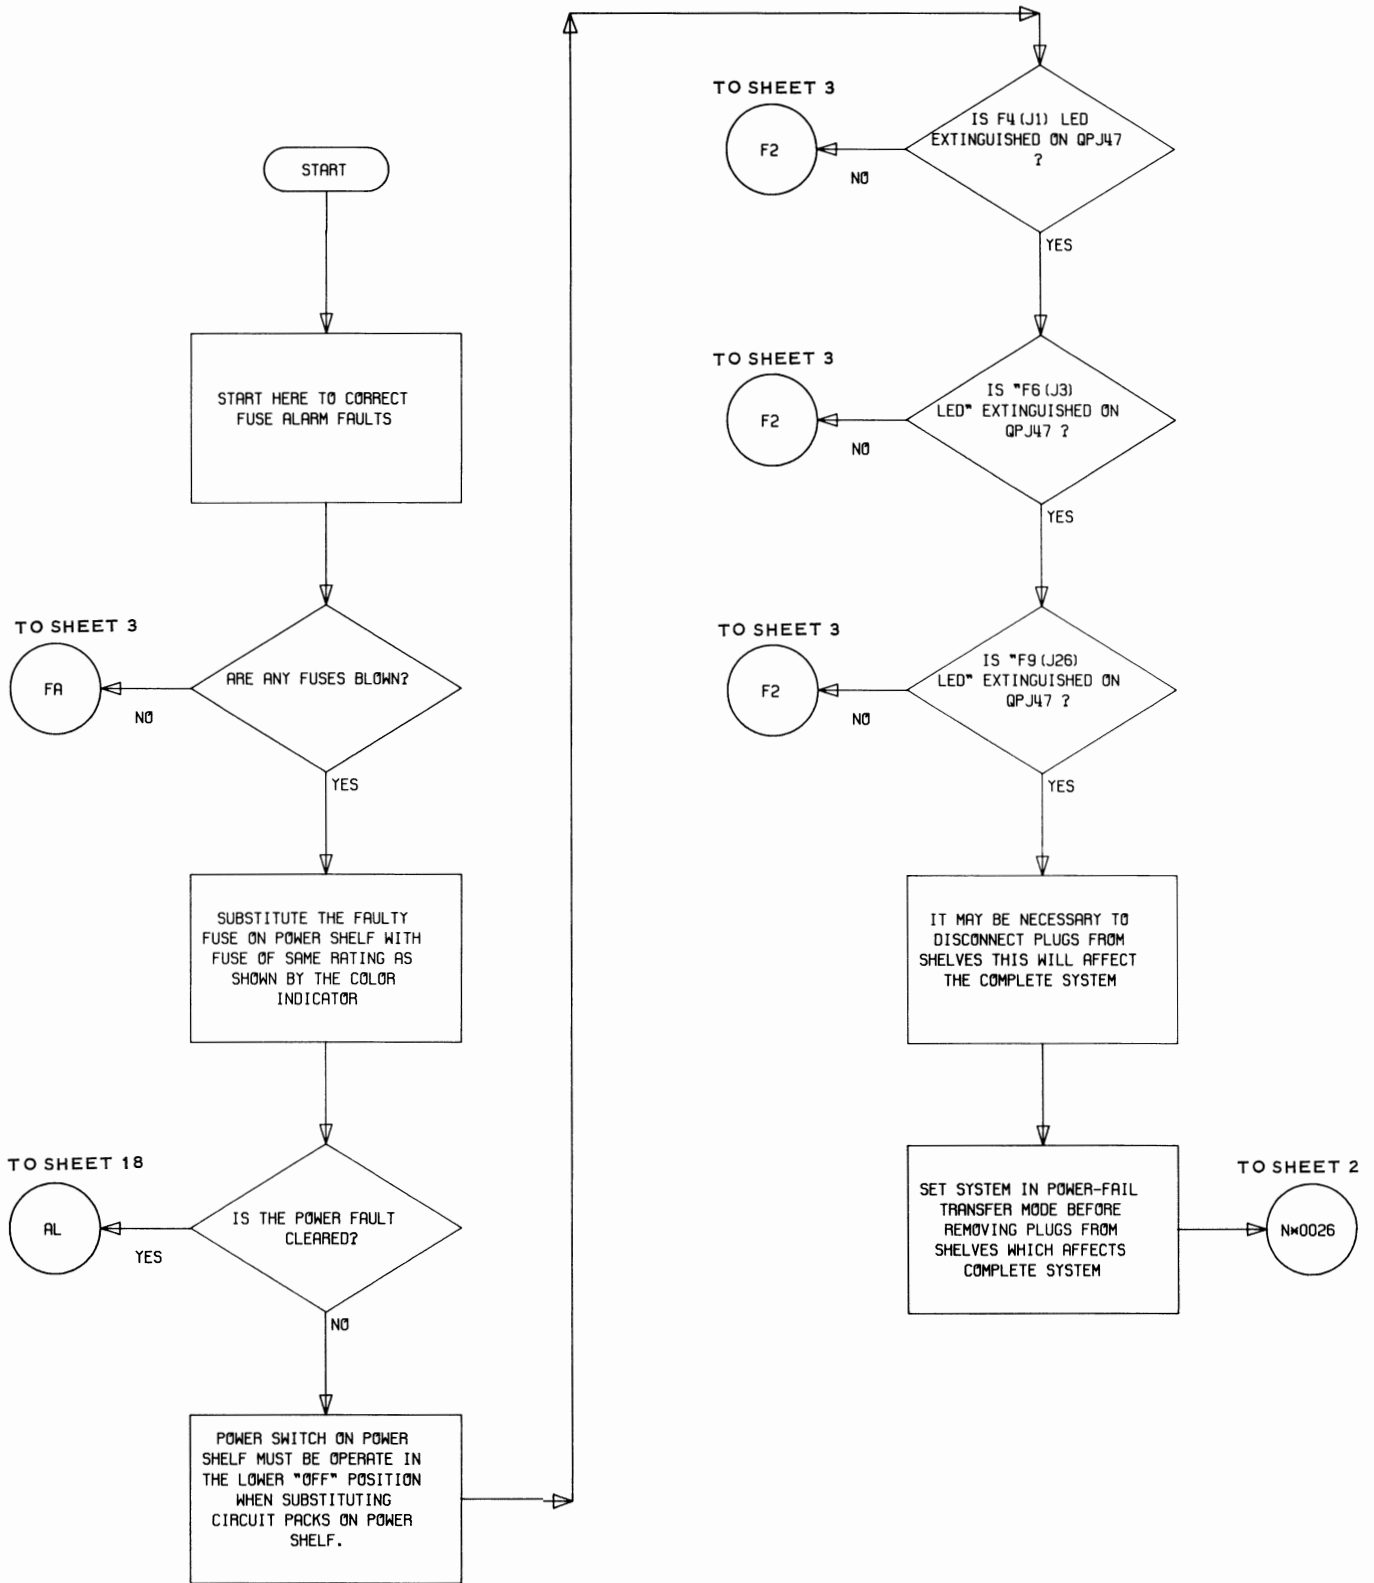 START
START HERE TO CORRECT
FUSE ALARM FAULTS
ARE ANY FUSES BLOWN?
NO
TO SHEET 3
FA
YES
SUBSTITUTE THE FAULTY
FUSE ON POWER SHELF WITH
FUSE OF SAME RATING AS
SHOWN BY THE COLOR
INDICATOR
IS THE POWER FAULT
CLEARED?
YES
TO SHEET 18
AL
NO
POWER SWITCH ON POWER
SHELF MUST BE OPERATE IN
THE LOWER "OFF" POSITION
WHEN SUBSTITUTING
CIRCUIT PACKS ON POWER
SHELF.
IS F4(J1) LED
EXTINGUISHED ON QPJ47
?
NO
TO SHEET 3
F2
YES
IS "F6(J3)
LED" EXTINGUISHED ON
QPJ47 ?
NO
TO SHEET 3
F2
YES
IS "F9(J26)
LED" EXTINGUISHED ON
QPJ47 ?
NO
TO SHEET 3
F2
YES
IT MAY BE NECESSARY TO
DISCONNECT PLUGS FROM
SHELVES THIS WILL AFFECT
THE COMPLETE SYSTEM
SET SYSTEM IN POWER-FAIL
TRANSFER MODE BEFORE
REMOVING PLUGS FROM
SHELVES WHICH AFFECTS
COMPLETE SYSTEM
TO SHEET 2
N*0026